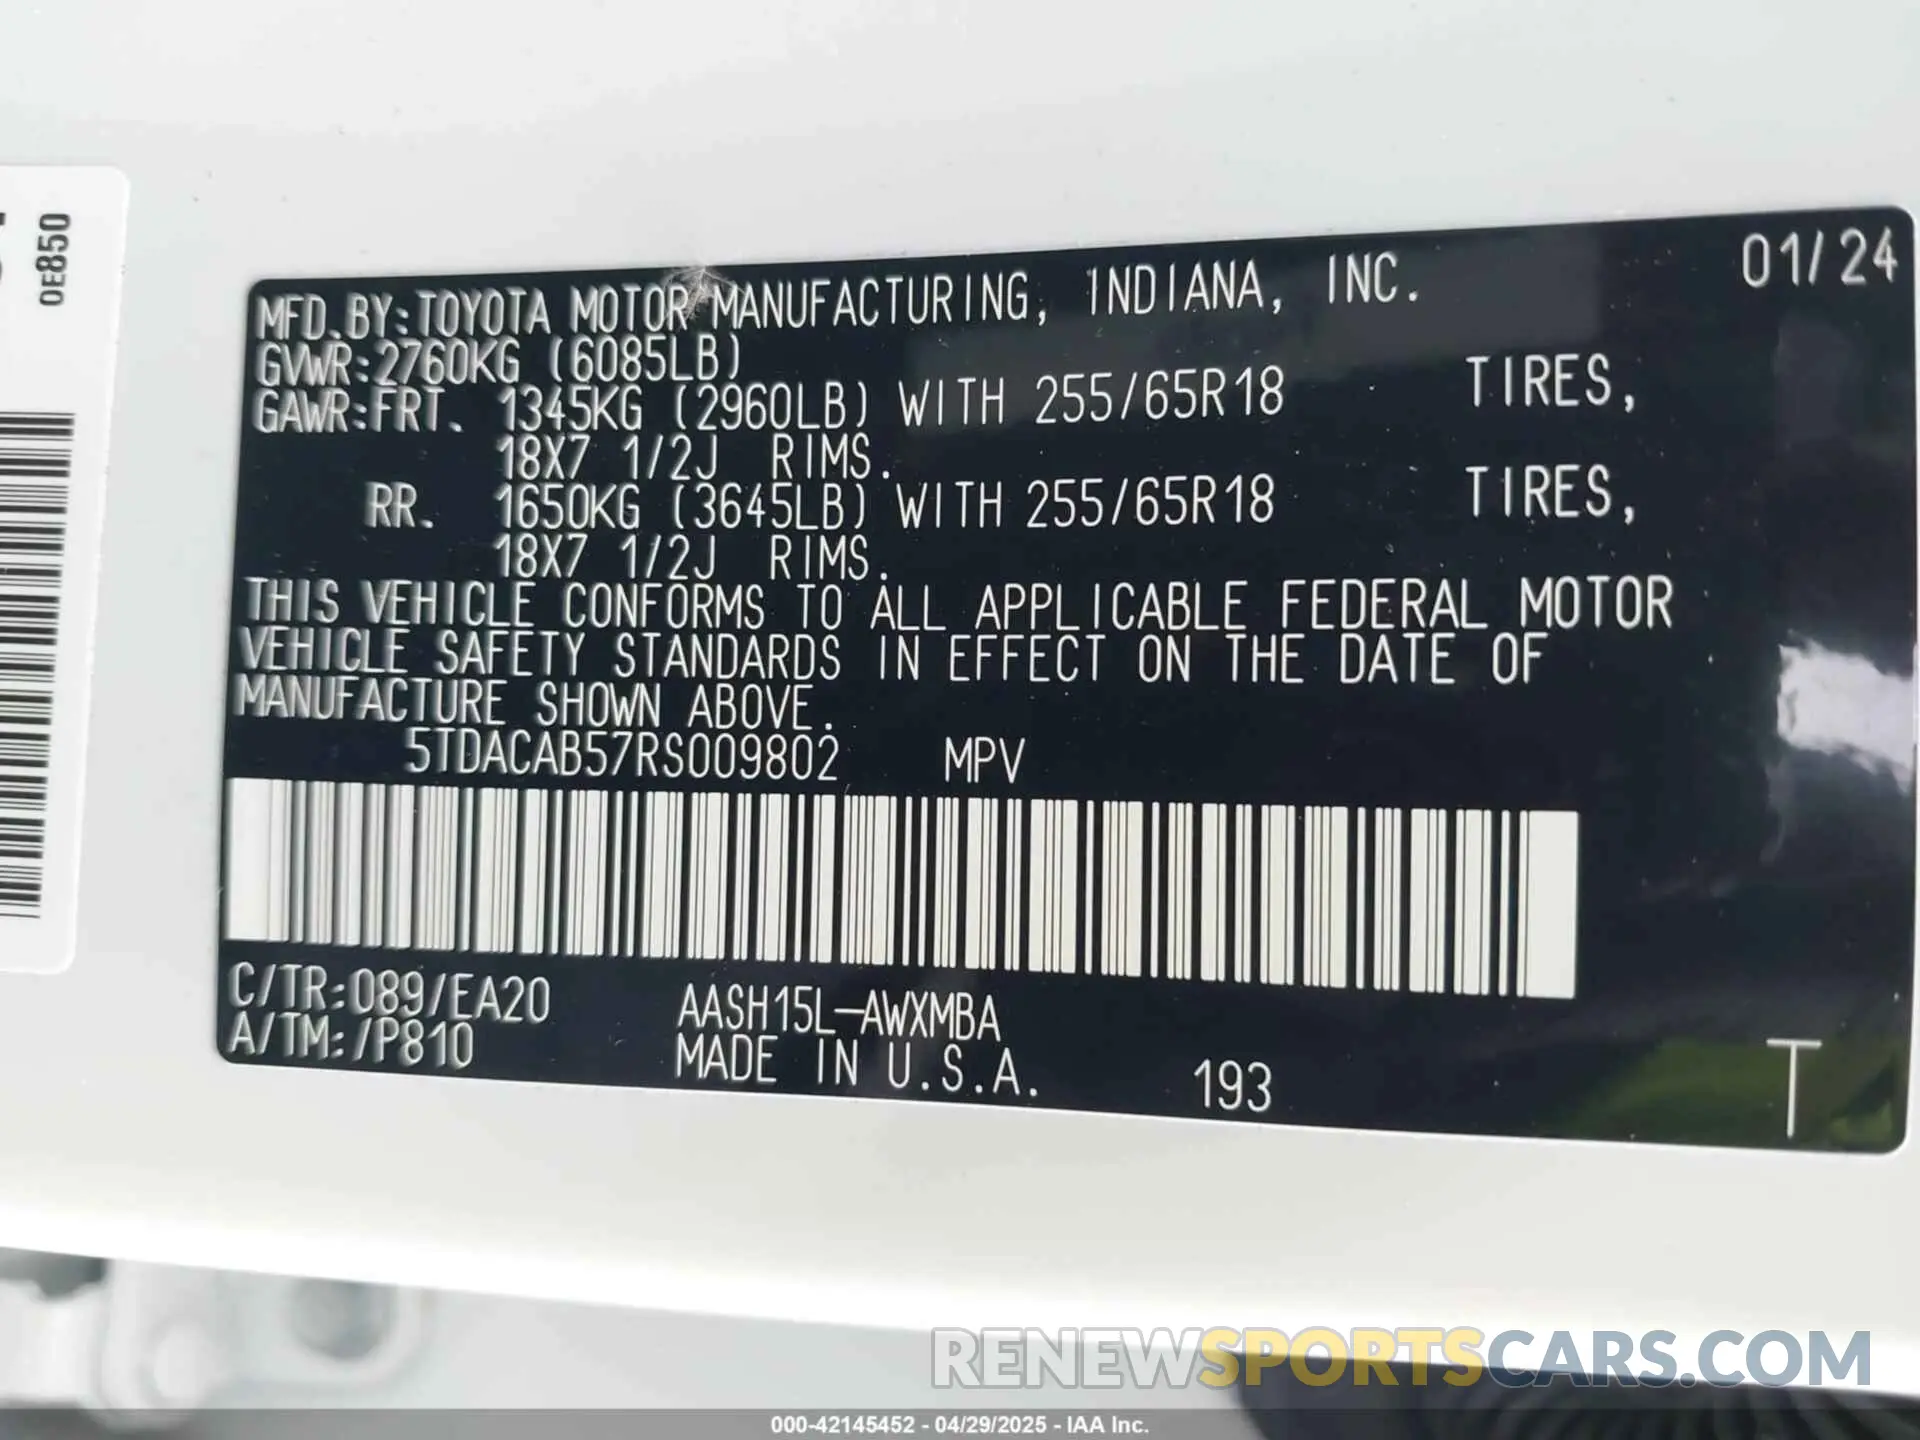 0E850
01/24
MFD.BY:TOYOTA MOTOR MANUFACTURING, INDIANA, INC.
GVWR:2760KG (6085LB)
GAWR:FRT. 1345KG (2960LB) WITH 255/65R18 TIRES,
18X7 1/2J RIMS.
RR. 1650KG (3645LB) WITH 255/65R18 TIRES,
18X7 1/2J RIMS.
THIS VEHICLE CONFORMS TO ALL APPLICABLE FEDERAL MOTOR
VEHICLE SAFETY STANDARDS IN EFFECT ON THE DATE OF
MANUFACTURE SHOWN ABOVE.
5TDACAB57RS009802 MPV
C/TR:089/EA20 AASH15L-AWXMBA
A/TM:/P810 MADE IN U.S.A. 193 T
RENEWSPORTSCARS.COM
000-42145452 - 04/29/2025 - IAA Inc.